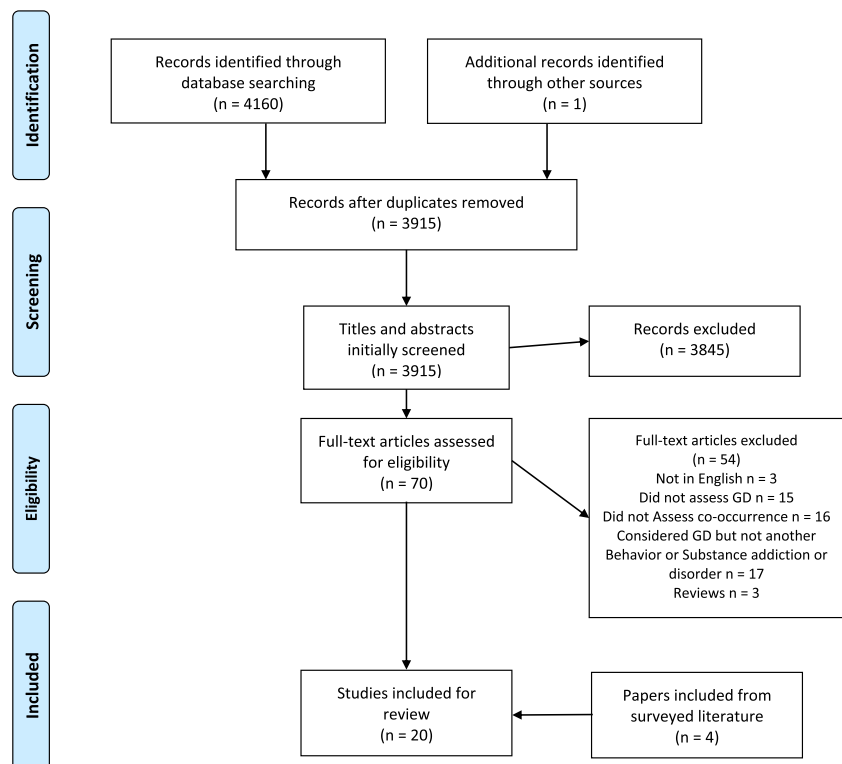 Identification
Records identified through
database searching
(n = 4160)
Additional records identified
through other sources
(n = 1)
Records after duplicates removed
(n = 3915)
Screening
Titles and abstracts
initially screened
(n = 3915)
Records excluded
(n = 3845)
Eligibility
Full-text articles assessed
for eligibility
(n = 70)
Full-text articles excluded
(n = 54)
Not in English n = 3
Did not assess GD n = 15
Did not Assess co-occurrence n = 16
Considered GD but not another
Behavior or Substance addiction or
disorder n = 17
Reviews n = 3
Included
Studies included for
review
(n = 20)
Papers included from
surveyed literature
(n = 4)